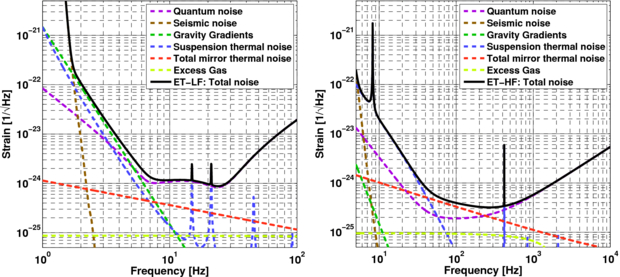 Quantum noise
Seismic noise
Gravity Gradients
Suspension thermal noise
Total mirror thermal noise
Excess Gas
ET−LF: Total noise
10⁻²¹
10⁻²²
10⁻²³
10⁻²⁴
10⁻²⁵
Strain [1/√Hz]
10⁰
10¹
10²
Frequency [Hz]
Quantum noise
Seismic noise
Gravity Gradients
Suspension thermal noise
Total mirror thermal noise
Excess Gas
ET−HF: Total noise
10⁻²¹
10⁻²²
10⁻²³
10⁻²⁴
10⁻²⁵
Strain [1/√Hz]
10¹
10²
10³
10⁴
Frequency [Hz]